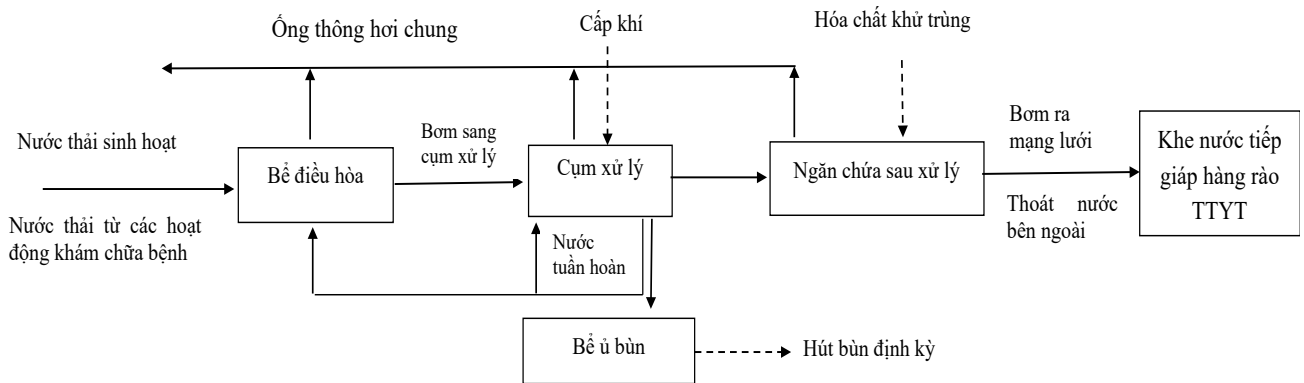 Ống thông hơi chung
Cấp khí
Hóa chất khử trùng
Nước thải sinh hoạt
Nước thải từ các hoạt
động khám chữa bệnh
Bể điều hòa
Bơm sang
cụm xử lý
Cụm xử lý
Nước
tuần hoàn
Ngăn chứa sau xử lý
Bơm ra
mạng lưới
Thoát nước
bên ngoài
Khe nước tiếp
giáp hàng rào
TTYT
Bể ủ bùn
Hút bùn định kỳ